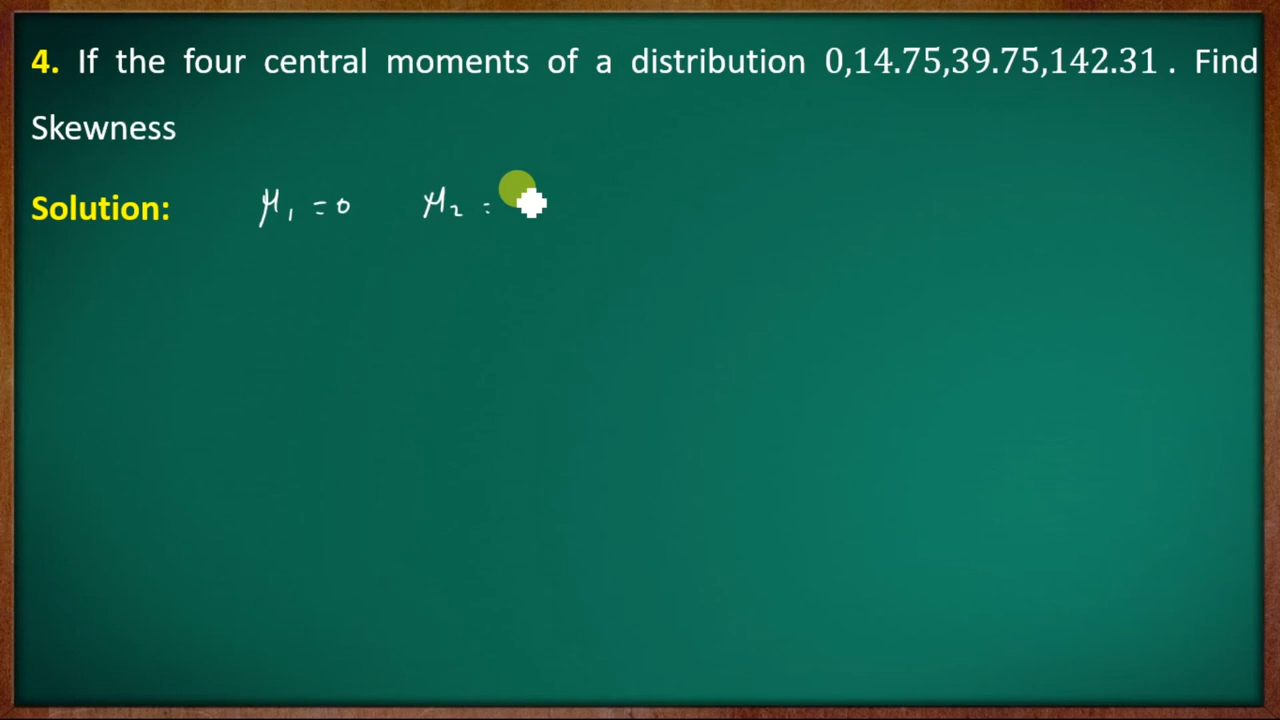 4. If the four central moments of a distribution 0,14.75,39.75,142.31 . Find
Skewness
Solution: μ₁ = 0 μ₂ =